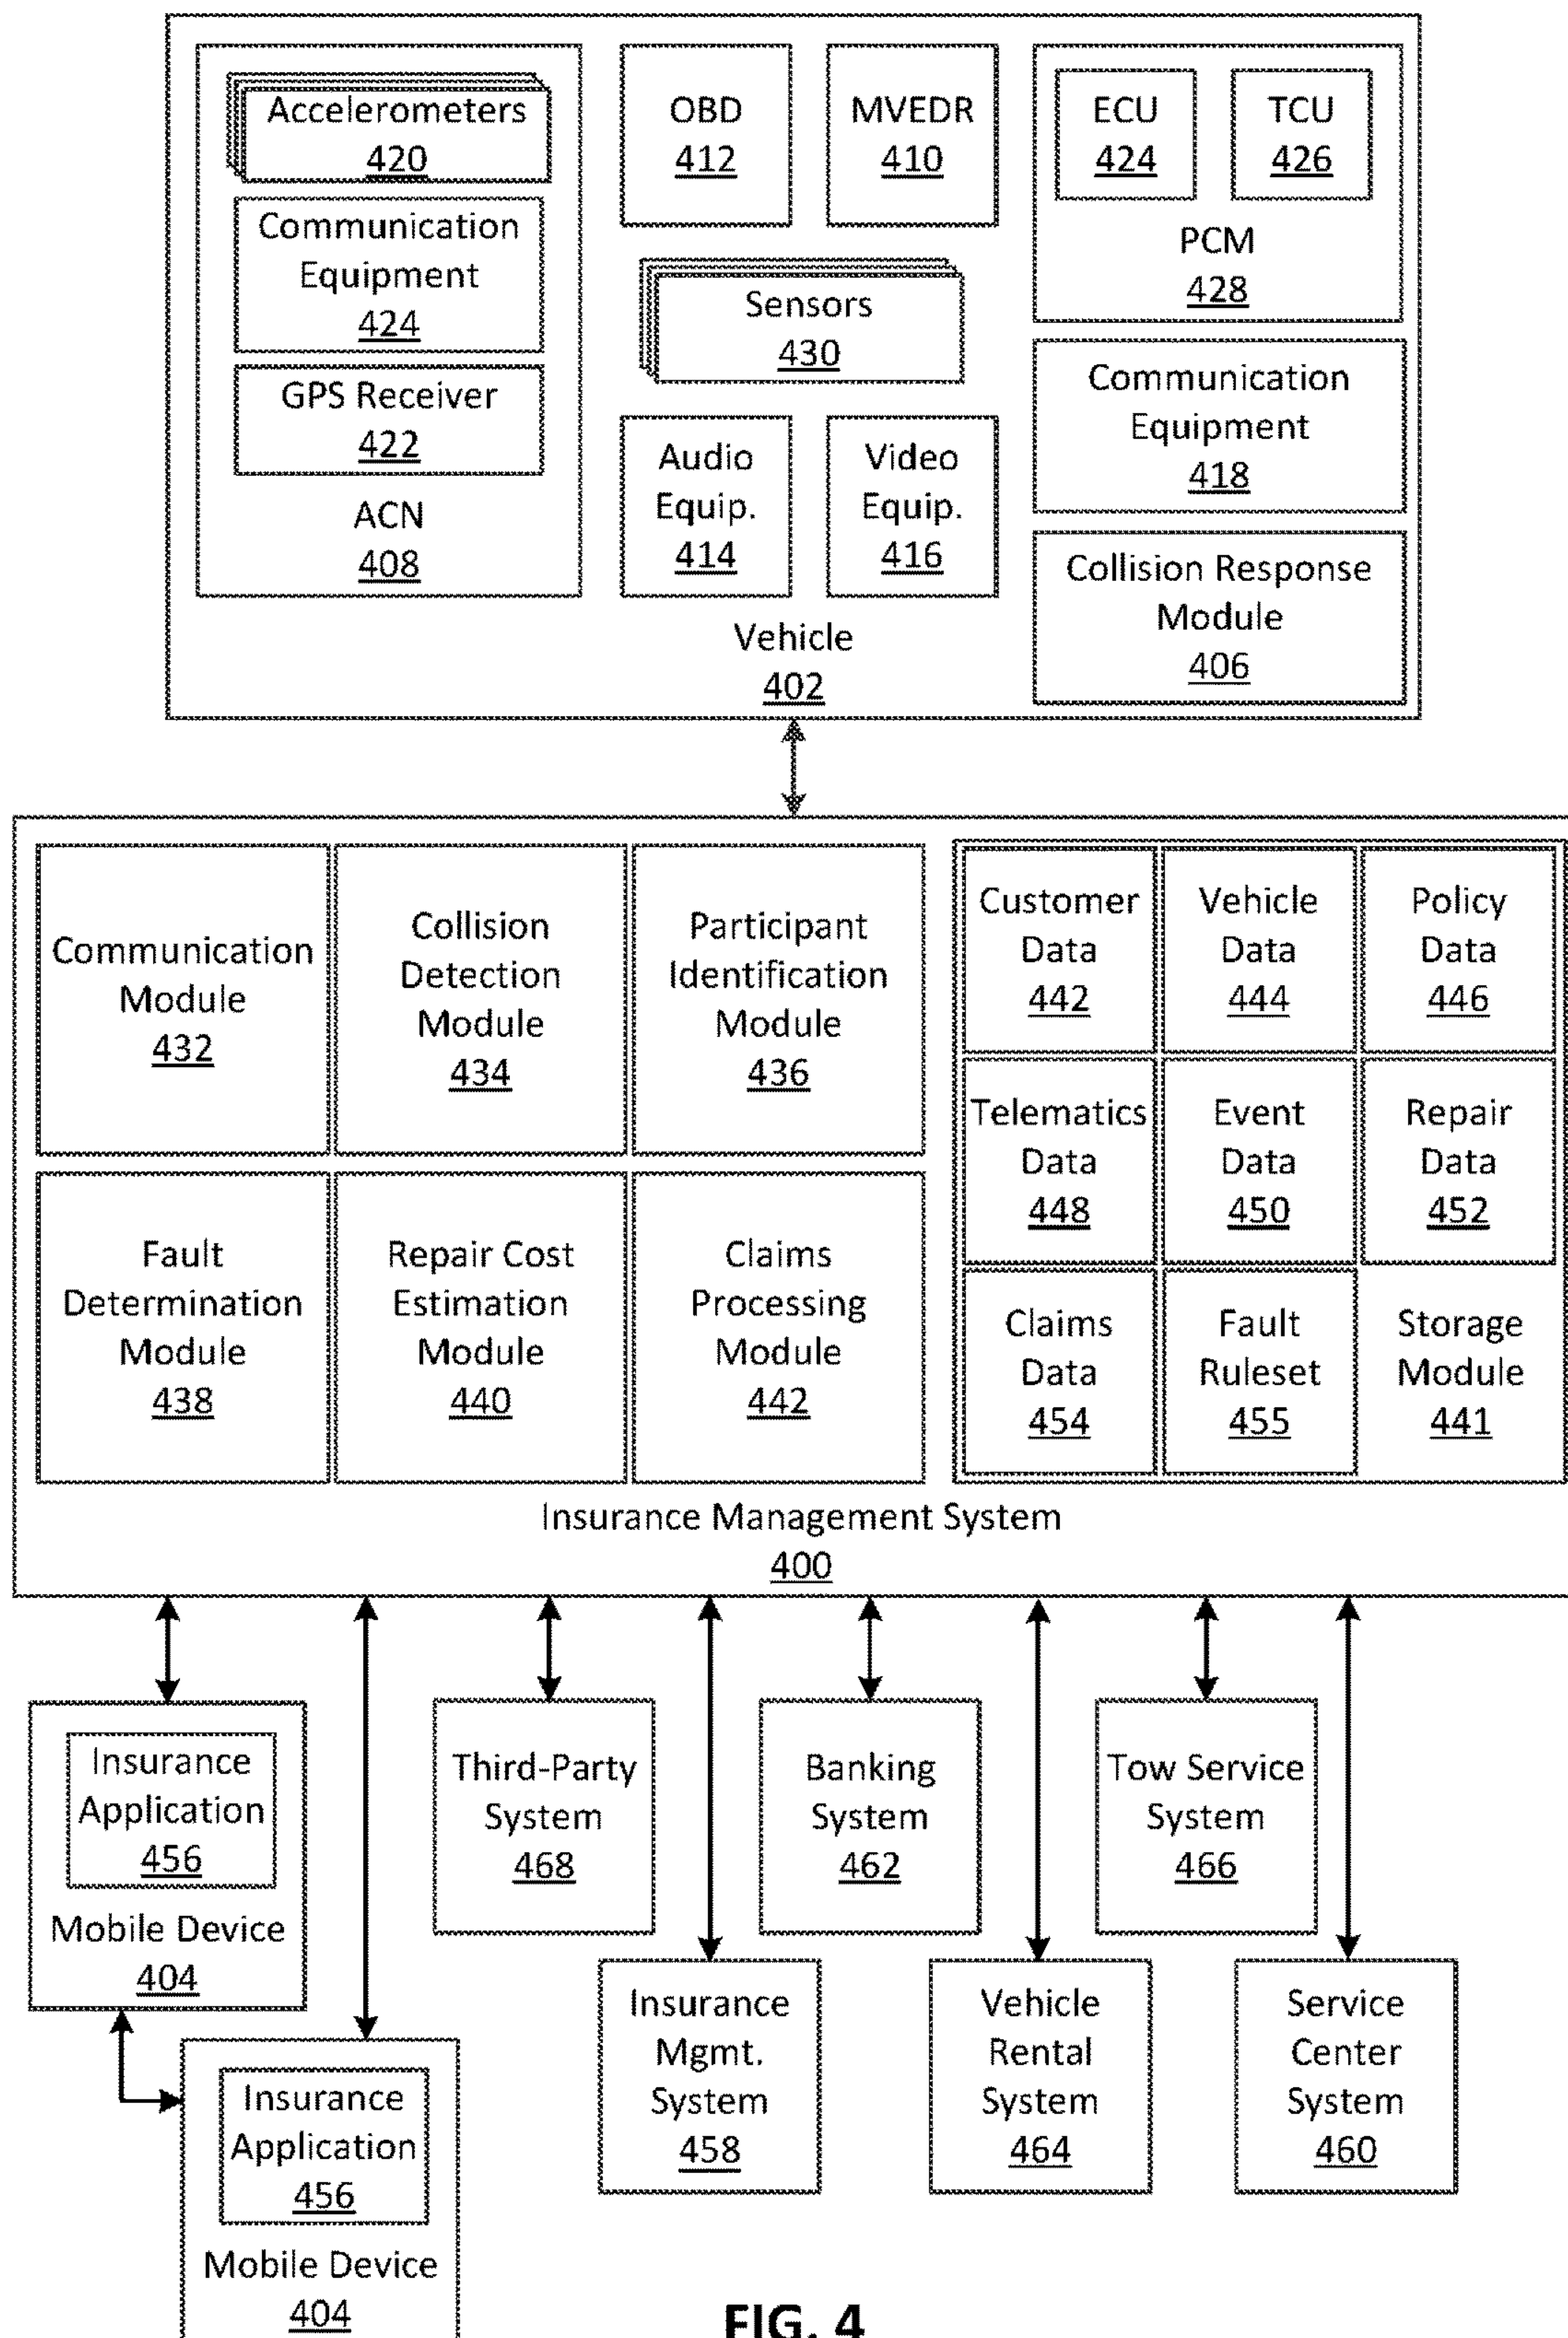 Accelerometers
420
Communication
Equipment
424
GPS Receiver
422
ACN
408
OBD
412
MVEDR
410
Sensors
430
Audio
Equip.
414
Video
Equip.
416
ECU
424
TCU
426
PCM
428
Communication
Equipment
418
Collision Response
Module
406
Vehicle
402
Communication
Module
432
Collision
Detection
Module
434
Participant
Identification
Module
436
Fault
Determination
Module
438
Repair Cost
Estimation
Module
440
Claims
Processing
Module
442
Customer
Data
442
Vehicle
Data
444
Policy
Data
446
Telematics
Data
448
Event
Data
450
Repair
Data
452
Claims
Data
454
Fault
Ruleset
455
Storage
Module
441
Insurance Management System
400
Insurance
Application
456
Mobile Device
404
Third-Party
System
468
Banking
System
462
Tow Service
System
466
Insurance
Mgmt.
System
458
Vehicle
Rental
System
464
Service
Center
System
460
Insurance
Application
456
Mobile Device
404
FIG. 4